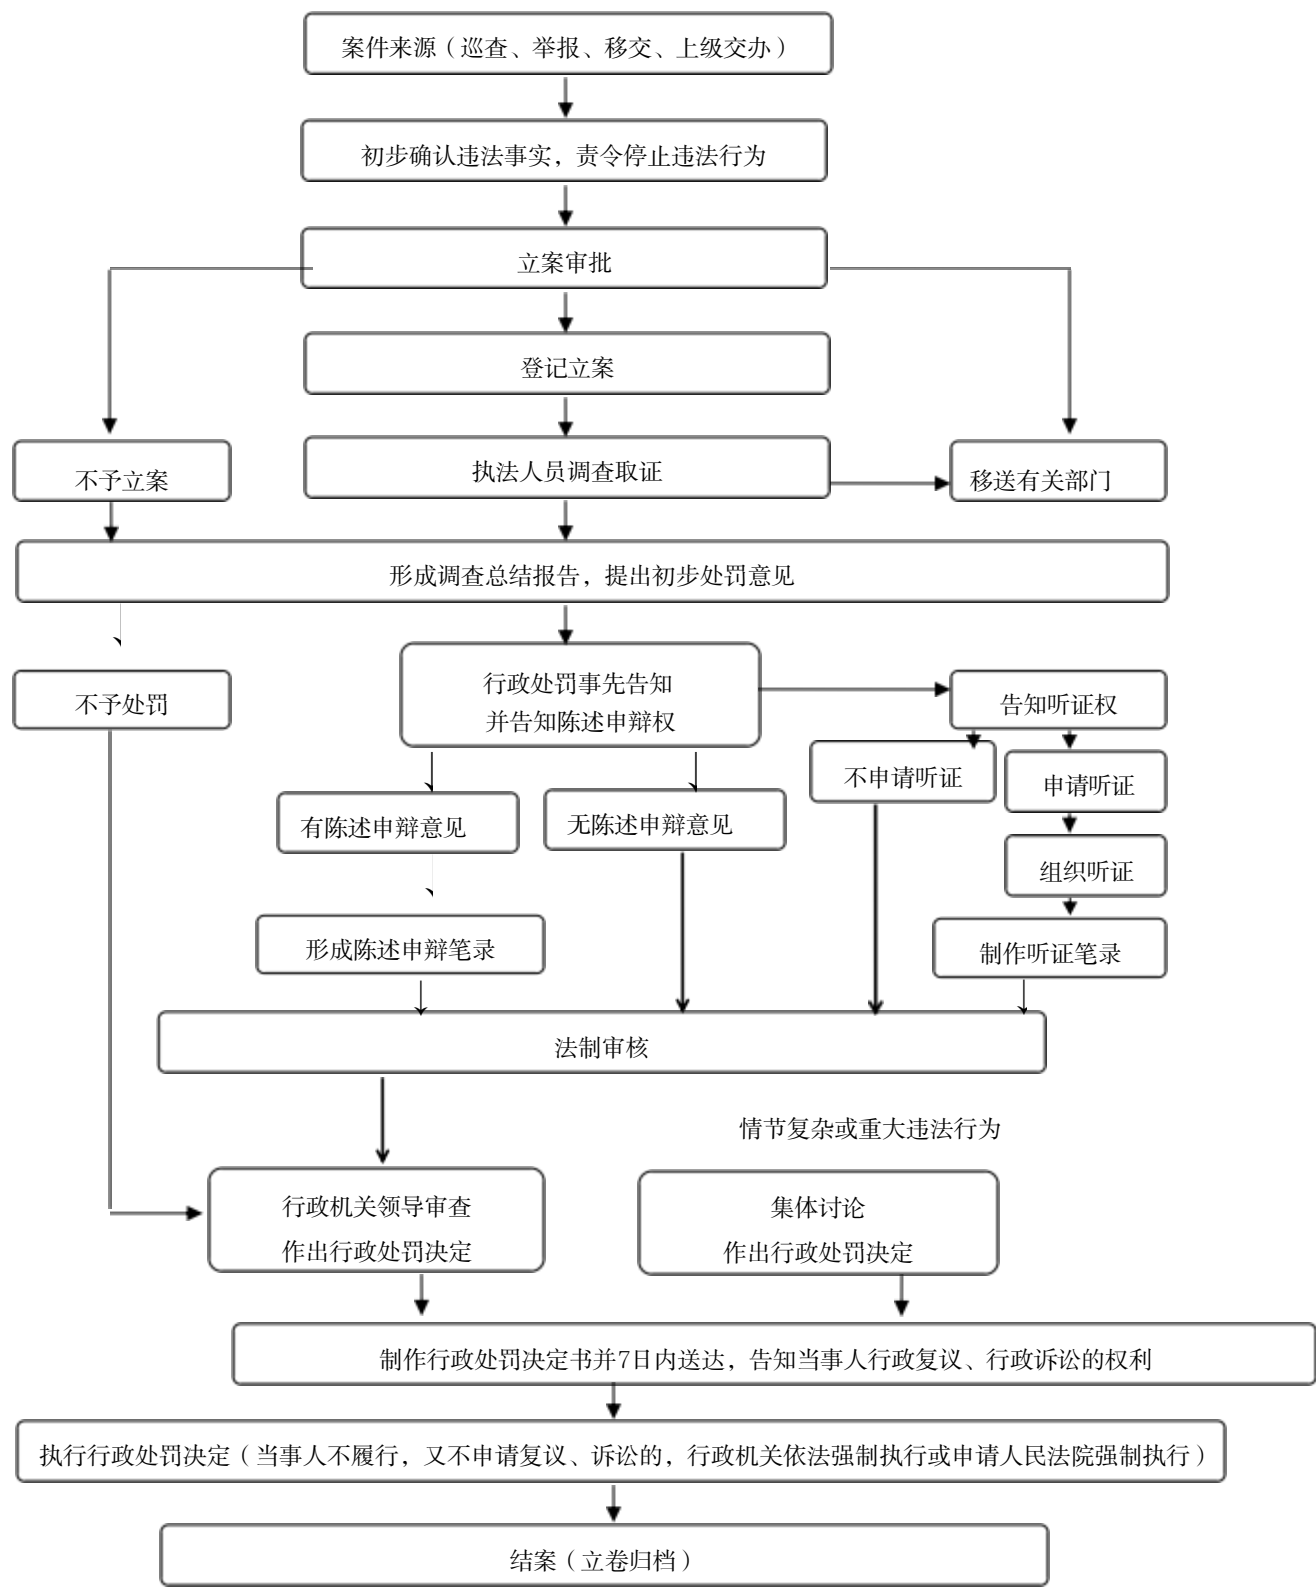 案件来源（巡查、举报、移交、上级交办）
初步确认违法事实，责令停止违法行为
立案审批
登记立案
不予立案
执法人员调查取证
移送有关部门
形成调查总结报告，提出初步处罚意见
不予处罚
行政处罚事先告知
并告知陈述申辩权
告知听证权
不申请听证
申请听证
有陈述申辩意见
无陈述申辩意见
组织听证
形成陈述申辩笔录
制作听证笔录
法制审核
情节复杂或重大违法行为
行政机关领导审查
作出行政处罚决定
集体讨论
作出行政处罚决定
制作行政处罚决定书并7日内送达，告知当事人行政复议、行政诉讼的权利
执行行政处罚决定（当事人不履行，又不申请复议、诉讼的，行政机关依法强制执行或申请人民法院强制执行）
结案（立卷归档）